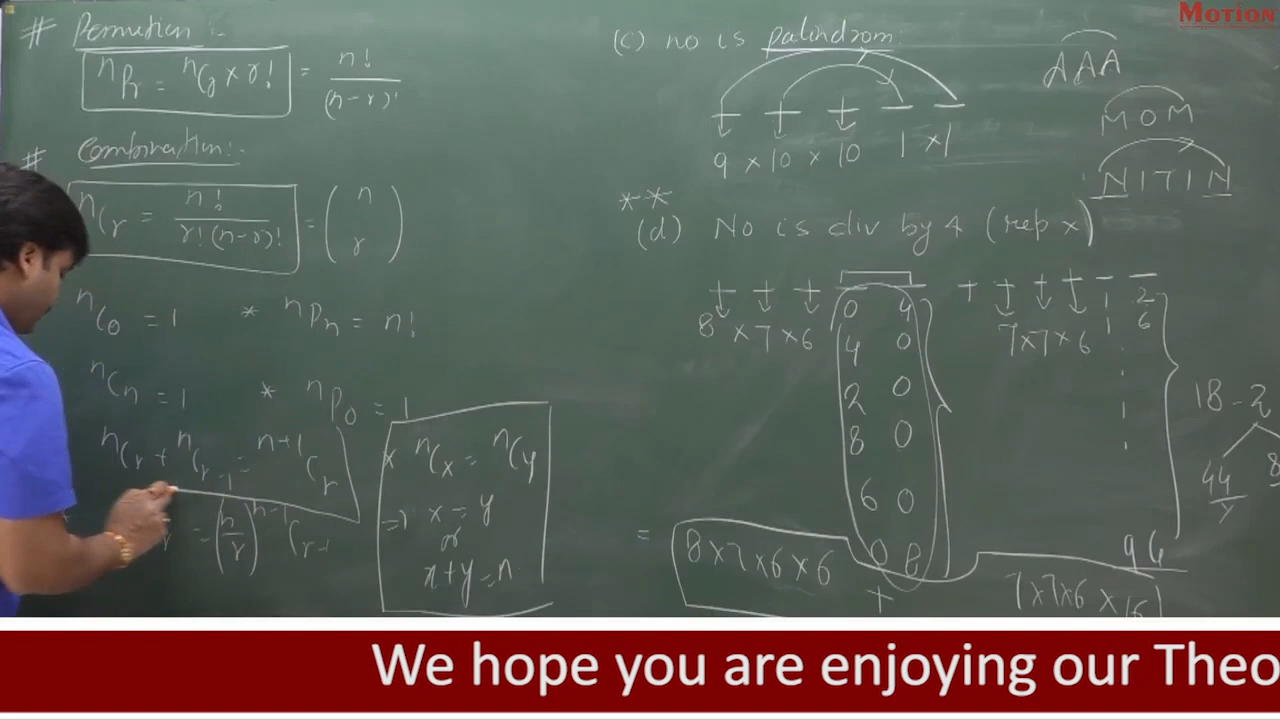 MOTION
# Permution :-
nPr = nCr × r! = n! / (n-r)!
# Combination:-
nCr = n! / r!(n-r)! = (n r)
nC0 = 1 * nPn = n!
nCn = 1 * nP0 = 1
nCr + nCr-1 = n+1Cr
r = (n/r) n-1Cr-1
* nCx = nCy
=> x = y
or
x+y=n
(c) no is palindrom:
9 × 10 × 10 1 × 1
AAA
MOM
NITIN
**
(d) No is div by 4 (rep x)
8 × 7 × 6
0 4
4 0
2 0
8 0
6 0
0 8
7 × 7 × 6
1 2
1 6
96
18 - 2
44
8
= 8×7×6×6 + 7×7×6×16
We hope you are enjoying our Theo